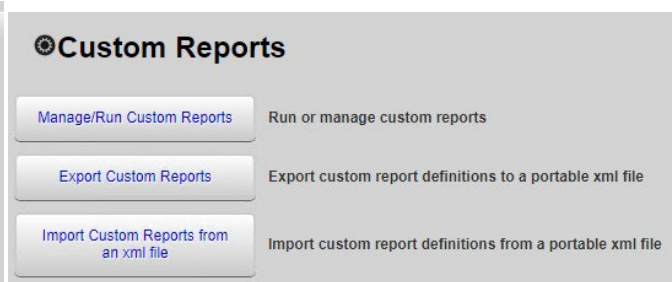 Custom Reports
Manage/Run Custom Reports
Run or manage custom reports
Export Custom Reports
Export custom report definitions to a portable xml file
Import Custom Reports from
an xml file
Import custom report definitions from a portable xml file